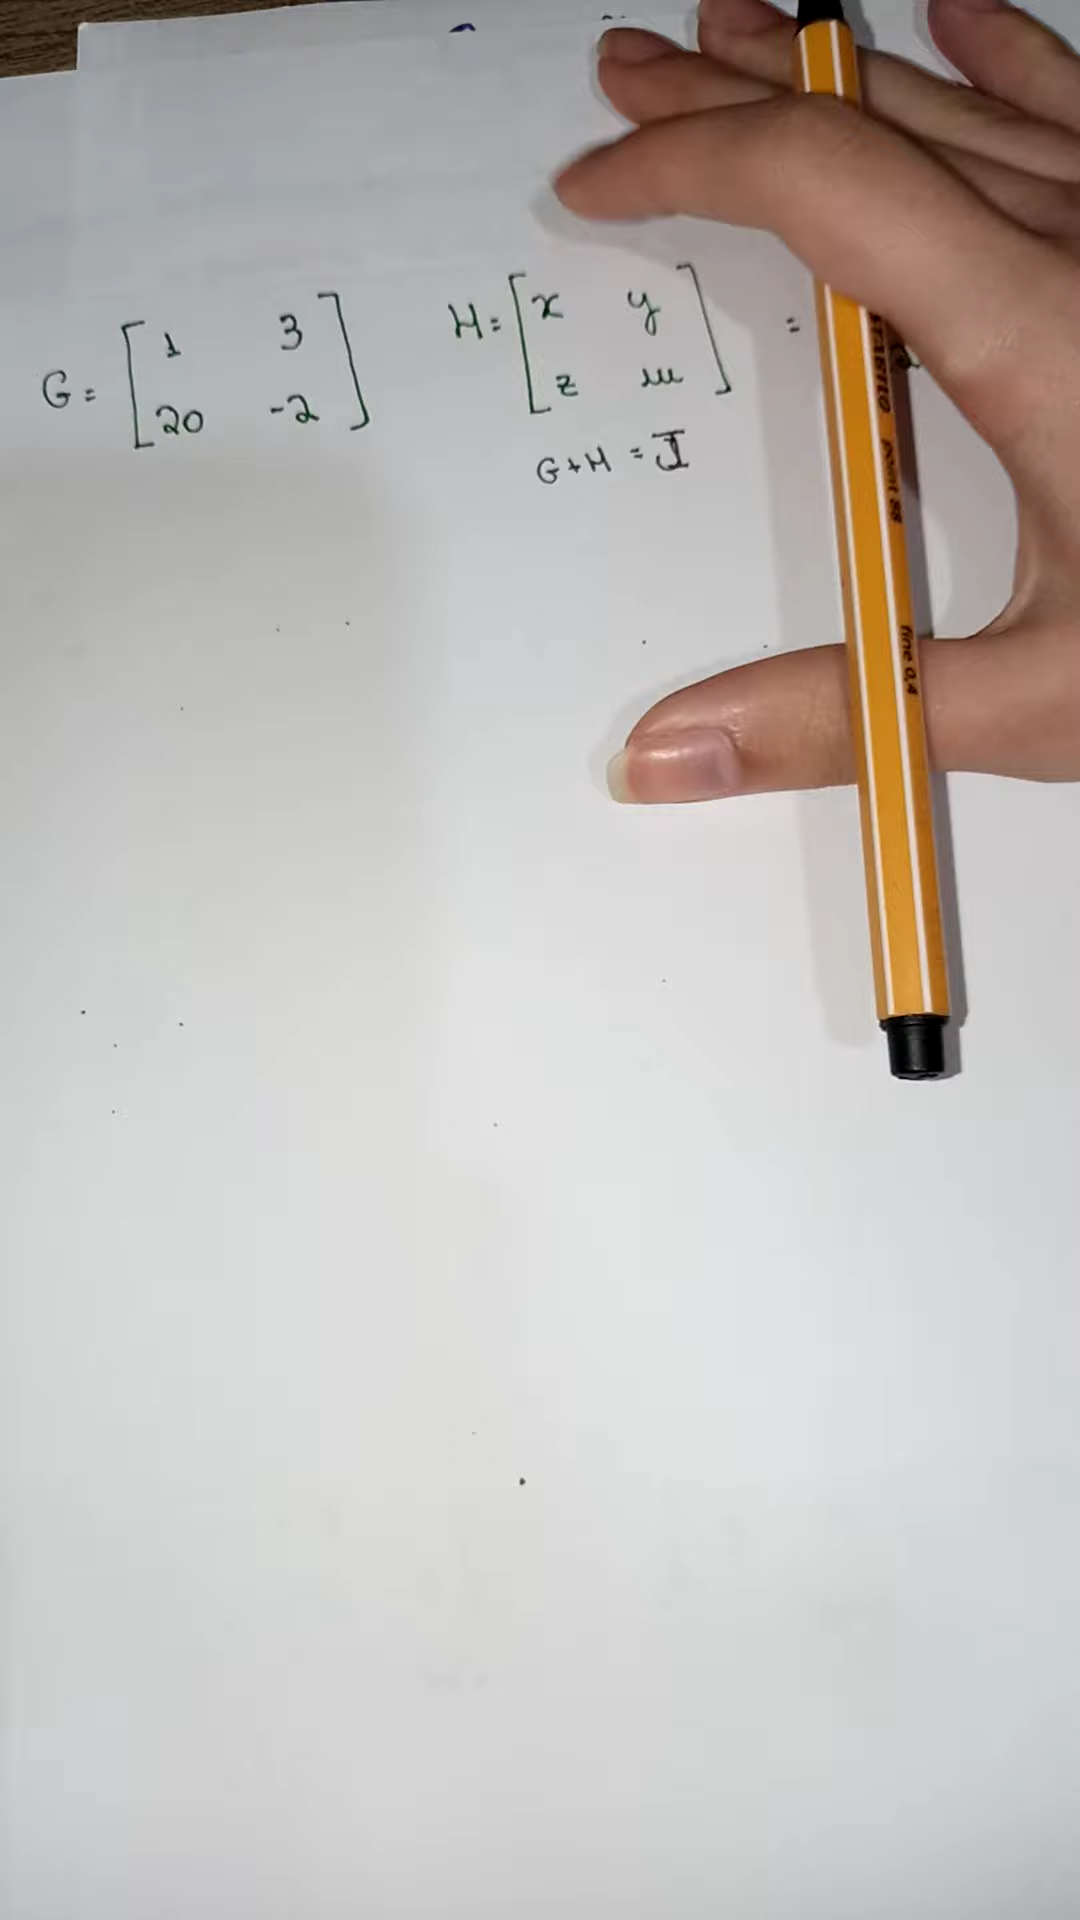 G = [1 3
20 -2] H = [x y
z w] =
G+H = I
STABILO point 88 fine 0,4